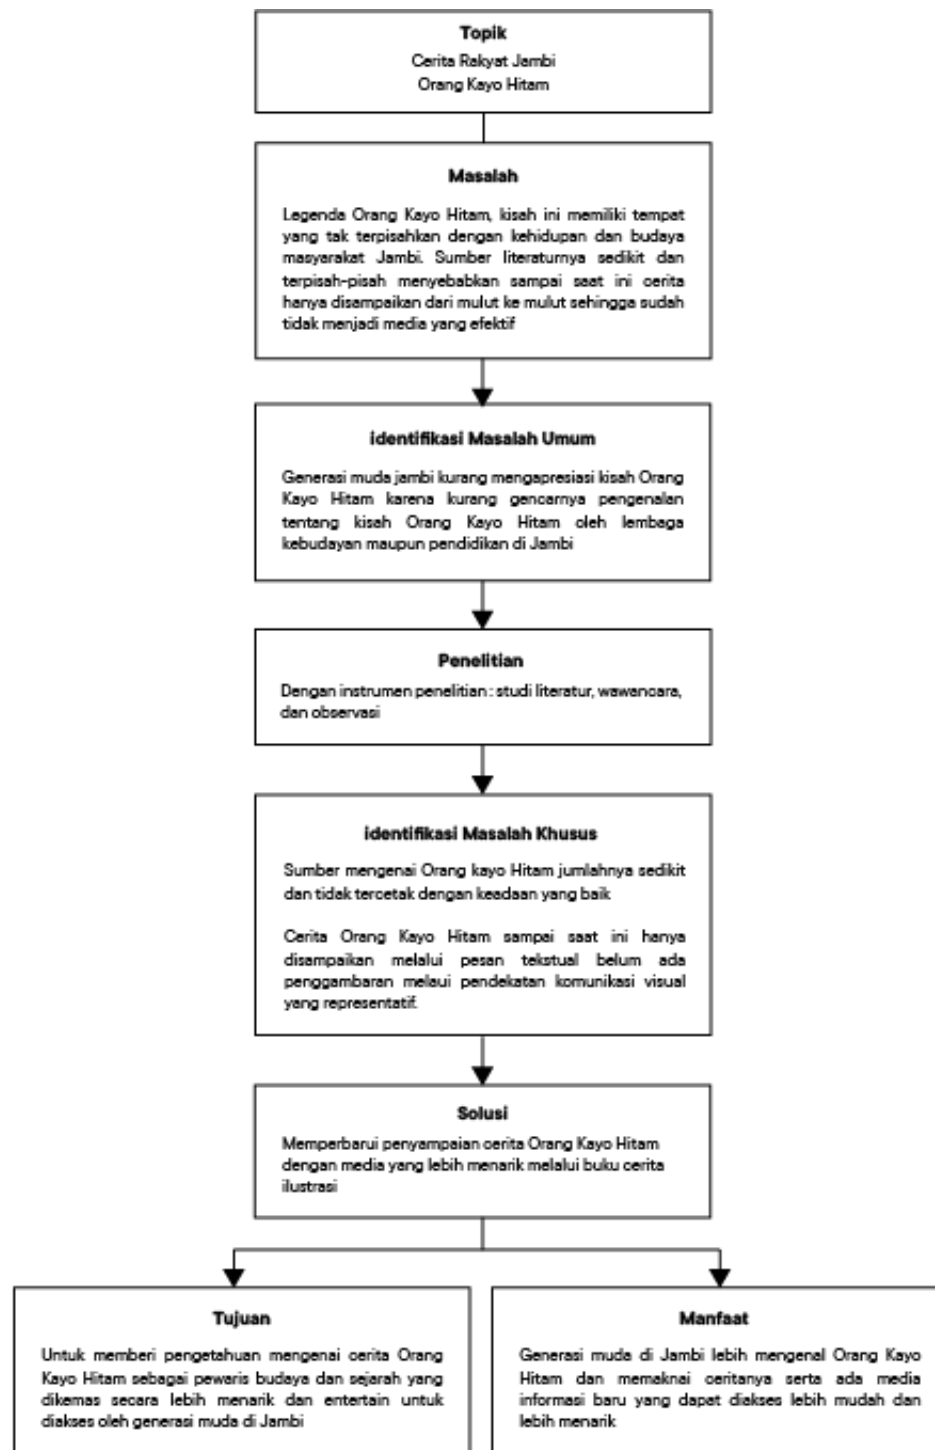 Topik
Cerita Rakyat Jambi
Orang Kayo Hitam
Masalah
Legenda Orang Kayo Hitam, kisah ini memiliki tempat
yang tak terpisahkan dengan kehidupan dan budaya
masyarakat Jambi. Sumber literaturnya sedikit dan
terpisah-pisah menyebabkan sampai saat ini cerita
hanya disampaikan dari mulut ke mulut sehingga sudah
tidak menjadi media yang efektif
identifikasi Masalah Umum
Generasi muda jambi kurang mengapresiasi kisah Orang
Kayo Hitam karena kurang gencarnya pengenalan
tentang kisah Orang Kayo Hitam oleh lembaga
kebudayan maupun pendidikan di Jambi
Penelitian
Dengan instrumen penelitian : studi literatur, wawancara,
dan observasi
identifikasi Masalah Khusus
Sumber mengenai Orang kayo Hitam jumlahnya sedikit
dan tidak tercetak dengan keadaan yang baik
Cerita Orang Kayo Hitam sampai saat ini hanya
disampaikan melalui pesan tekstual belum ada
penggambaran melaui pendekatan komunikasi visual
yang representatif.
Solusi
Memperbarui penyampaian cerita Orang Kayo Hitam
dengan media yang lebih menarik melalui buku cerita
ilustrasi
Tujuan
Untuk memberi pengetahuan mengenai cerita Orang
Kayo Hitam sebagai pewaris budaya dan sejarah yang
dikemas secara lebih menarik dan entertain untuk
diakses oleh generasi muda di Jambi
Manfaat
Generasi muda di Jambi lebih mengenal Orang Kayo
Hitam dan memaknai ceritanya serta ada media
informasi baru yang dapat diakses lebih mudah dan
lebih menarik